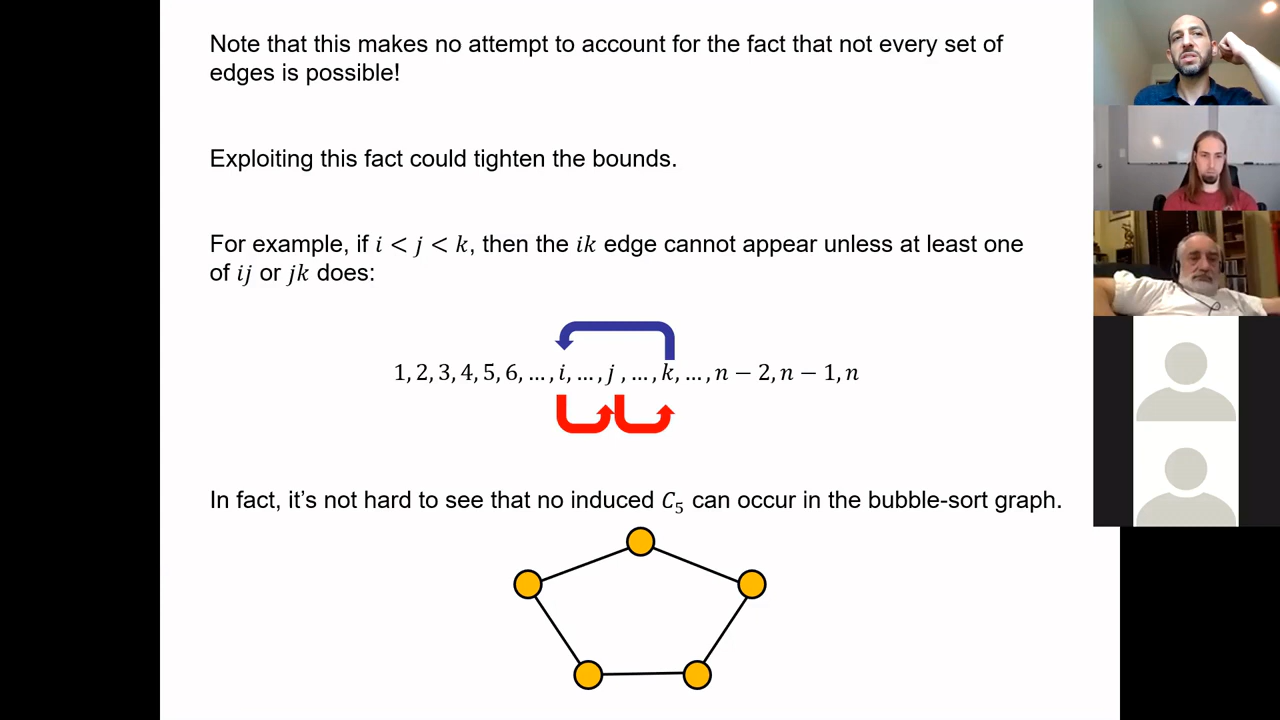 Note that this makes no attempt to account for the fact that not every set of
edges is possible!
Exploiting this fact could tighten the bounds.
For example, if i < j < k, then the ik edge cannot appear unless at least one
of ij or jk does:
1, 2, 3, 4, 5, 6, … , i, … , j , … , k, … , n − 2, n − 1, n
In fact, it’s not hard to see that no induced C₅ can occur in the bubble-sort graph.